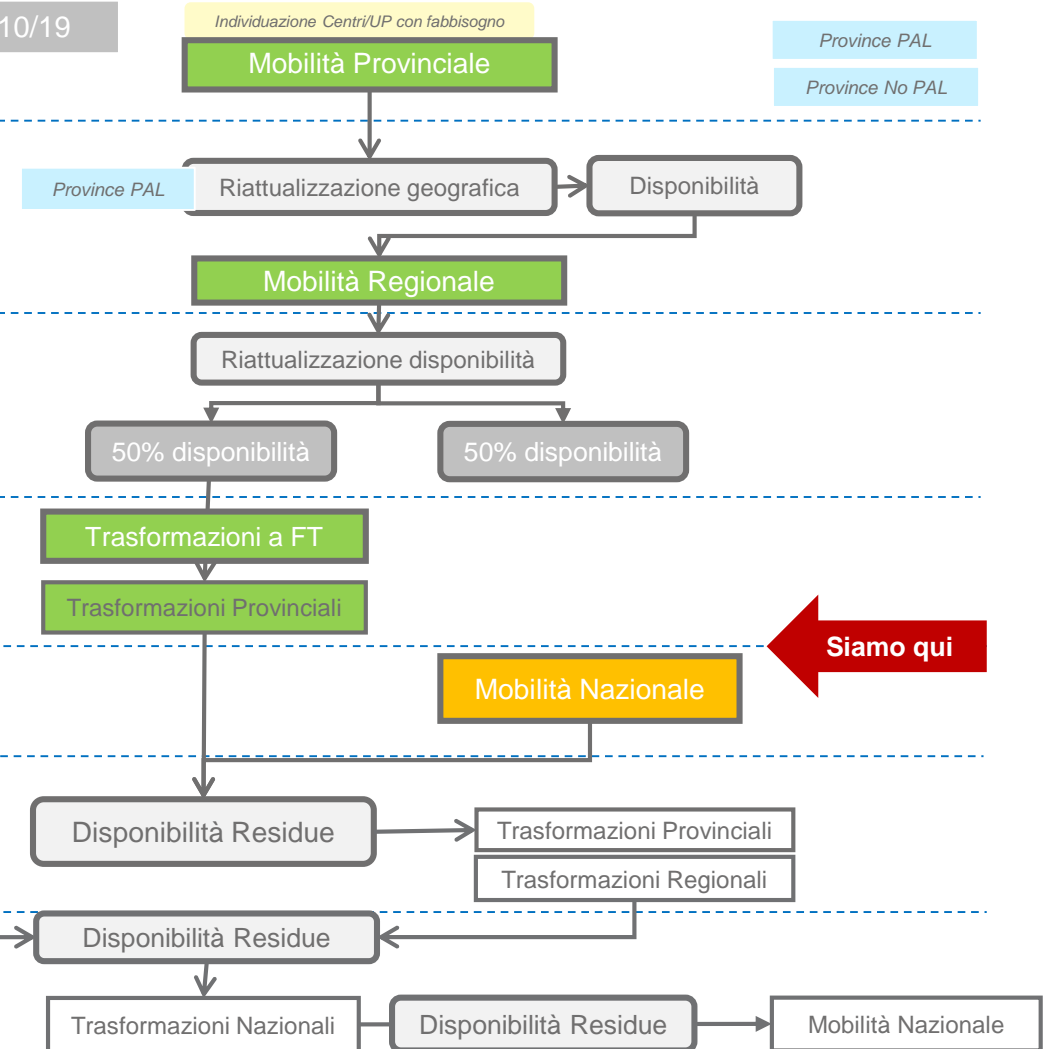 10/19
Individuazione Centri/UP con fabbisogno
Mobilità Provinciale
Province PAL
Province No PAL
Province PAL
Riattualizzazione geografica
Disponibilità
Mobilità Regionale
Riattualizzazione disponibilità
50% disponibilità
50% disponibilità
Trasformazioni a FT
Trasformazioni Provinciali
Siamo qui
Mobilità Nazionale
Disponibilità Residue
Trasformazioni Provinciali
Trasformazioni Regionali
Disponibilità Residue
Trasformazioni Nazionali
Disponibilità Residue
Mobilità Nazionale